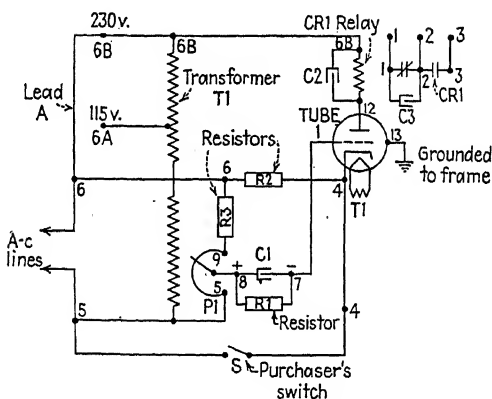 230 v.
6B
6B
CR1 Relay
6B
1
2
3
Lead
A
Transformer
T1
C2
1
2
3
CR1
C3
115 v.
6A
TUBE
1
12
13
Resistors
Grounded
to frame
6
6
R2
4
T1
R3
A-c
lines
9
+
C1
-
8
7
P1
5
R1
4
5
Resistor
S
Purchaser's
switch